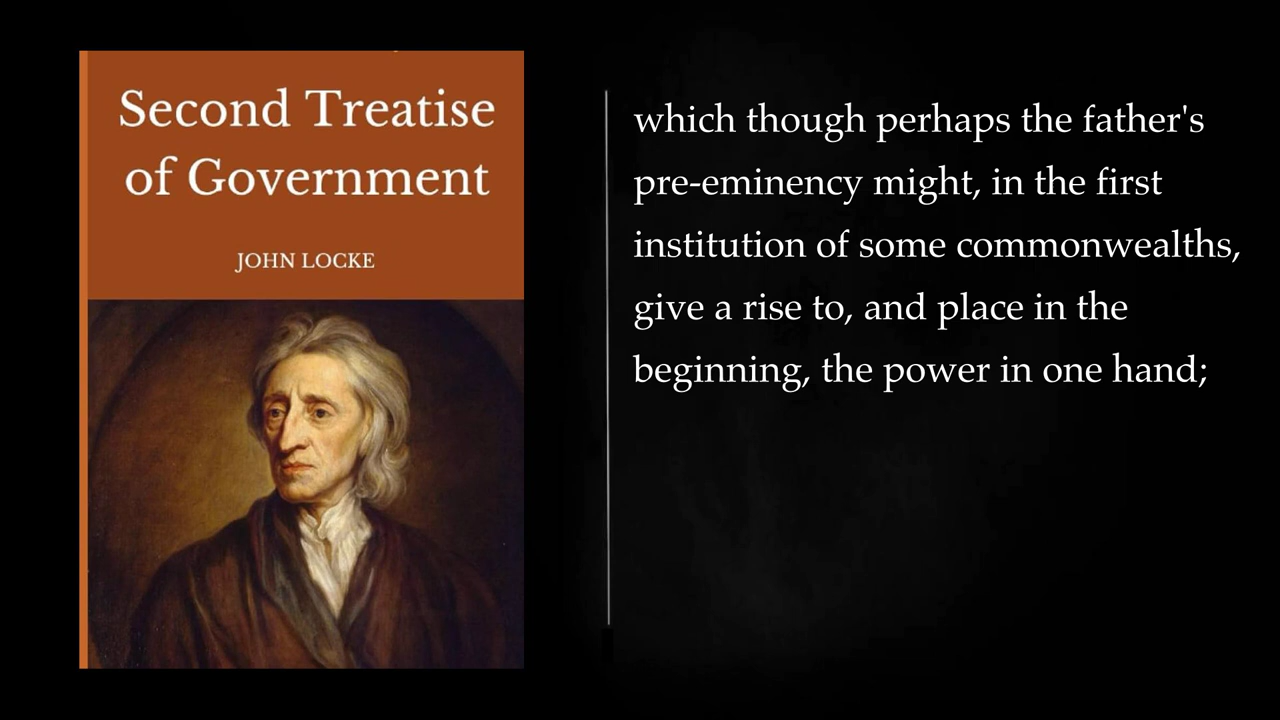 Second Treatise
of Government
JOHN LOCKE
which though perhaps the father's
pre-eminency might, in the first
institution of some commonwealths,
give a rise to, and place in the
beginning, the power in one hand;